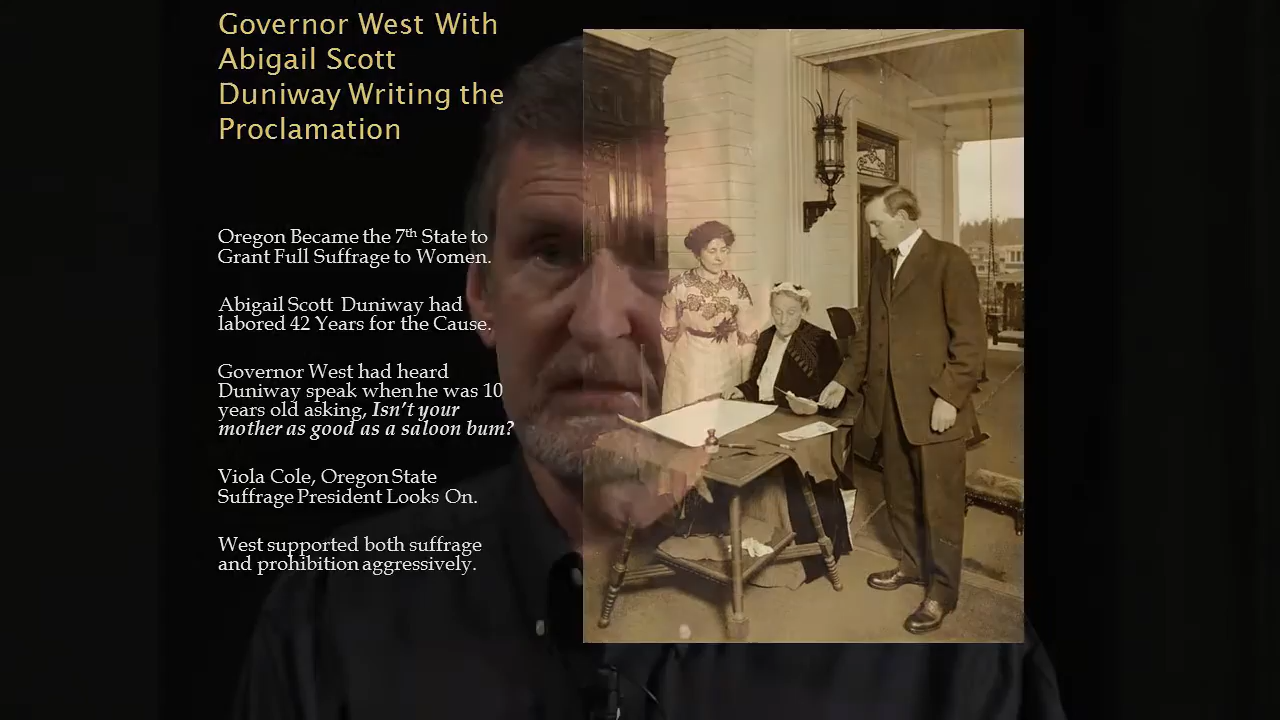 Governor West With
Abigail Scott
Duniway Writing the
Proclamation
Oregon Became the 7th State to
Grant Full Suffrage to Women.
Abigail Scott Duniway had
labored 42 Years for the Cause.
Governor West had heard
Duniway speak when he was 10
years old asking, Isn't your
mother as good as a saloon bum?
Viola Cole, Oregon State
Suffrage President Looks On.
West supported both suffrage
and prohibition aggressively.